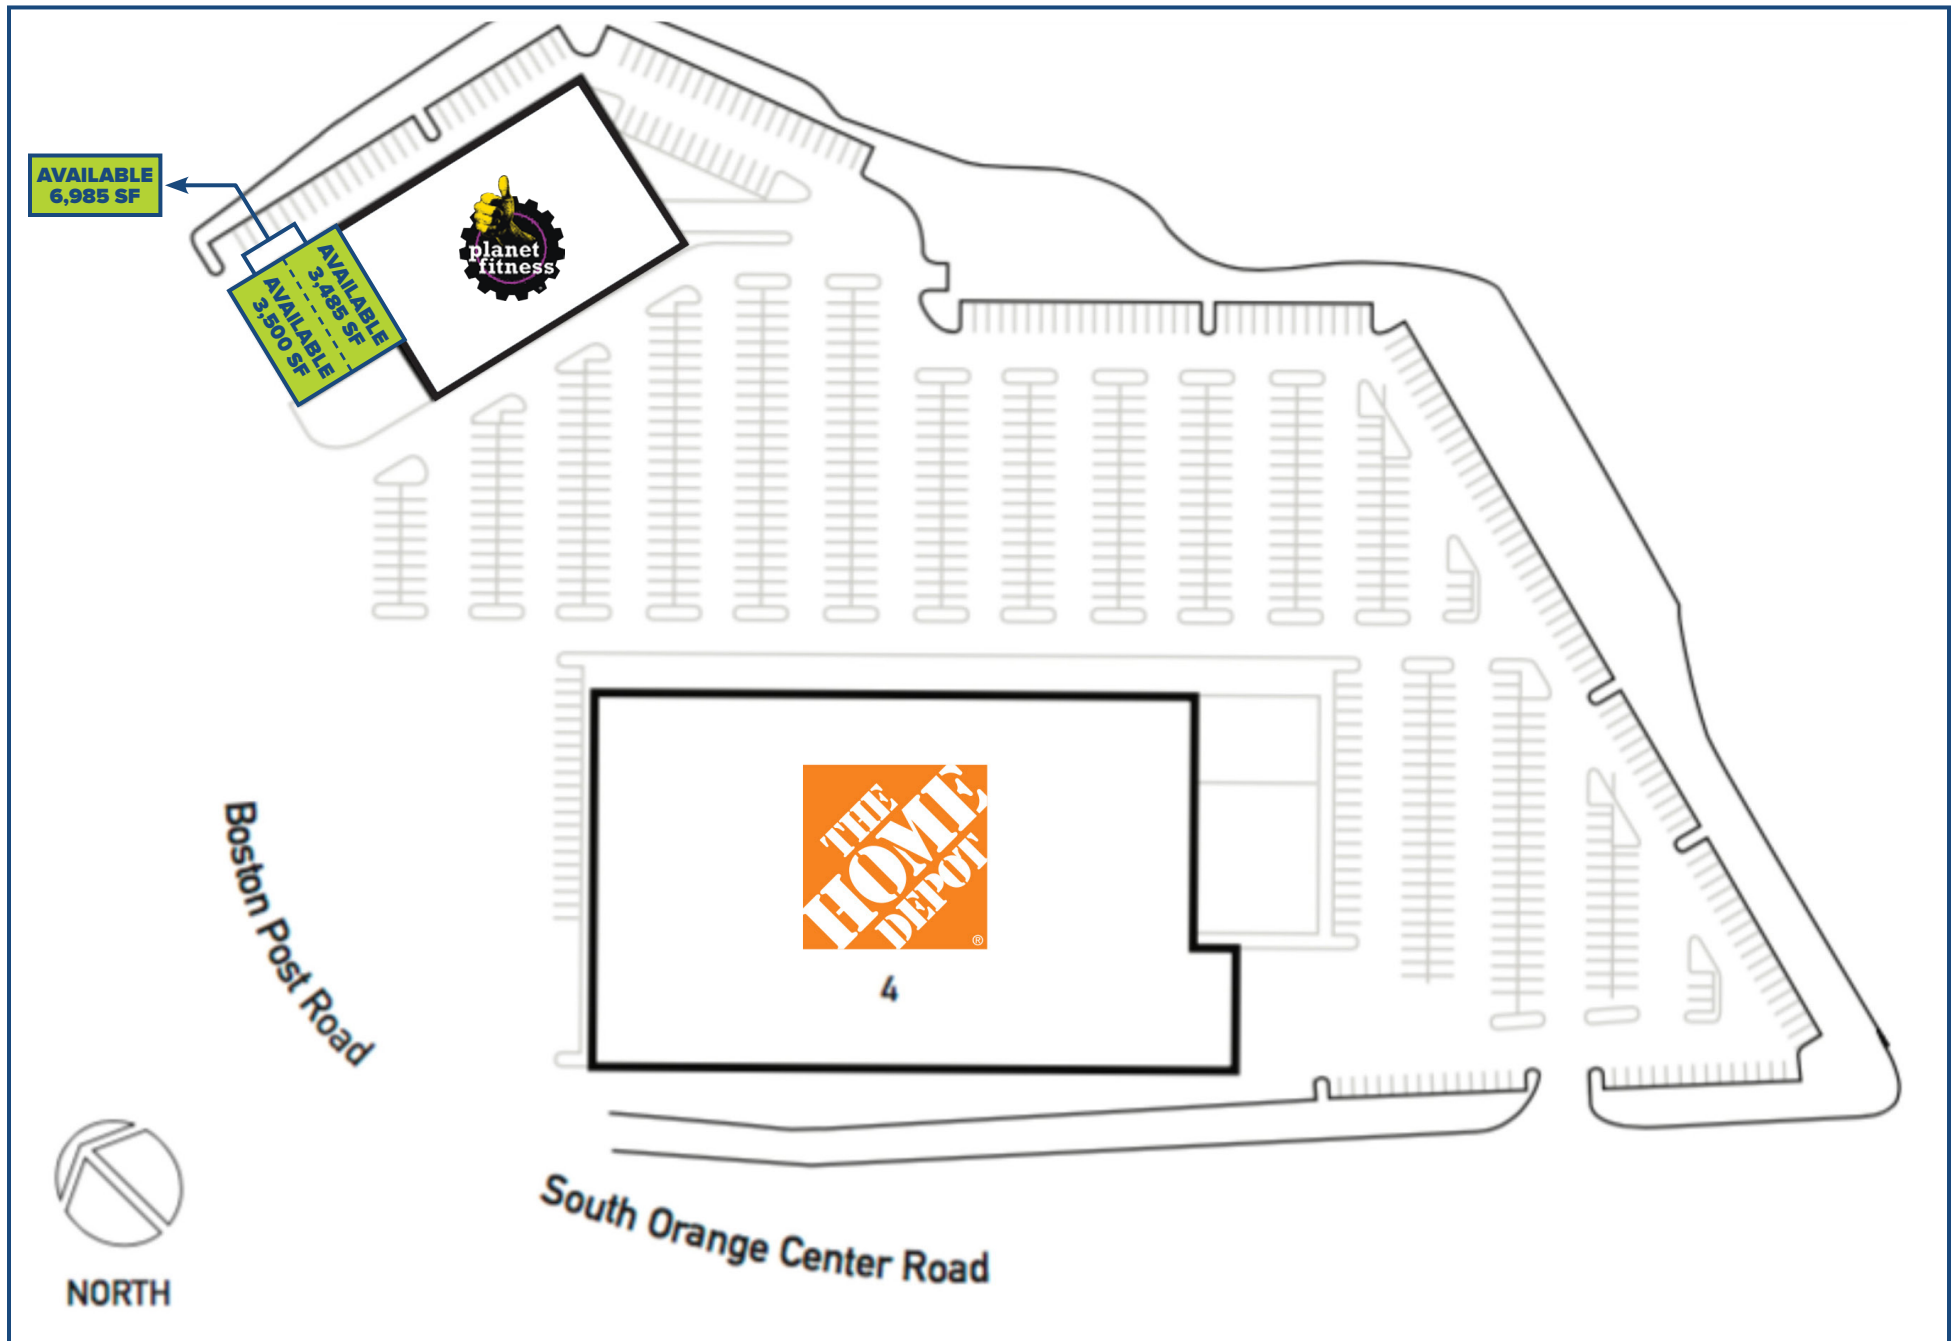 AVAILABLE
6,985 SF
AVAILABLE
3,485 SF
AVAILABLE
3,500 SF
planet
fitness
THE
HOME
DEPOT
®
4
Boston Post Road
South Orange Center Road
NORTH